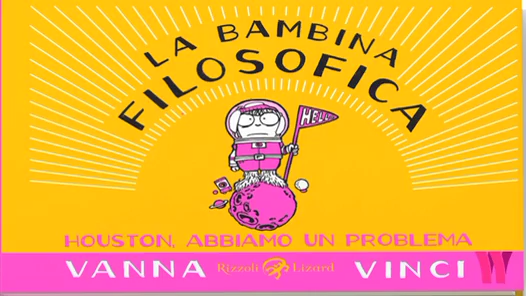 LA BAMBINA
FILOSOFICA
HELLO
HOUSTON, ABBIAMO UN PROBLEMA
VANNA Rizzoli Lizard VINCI W